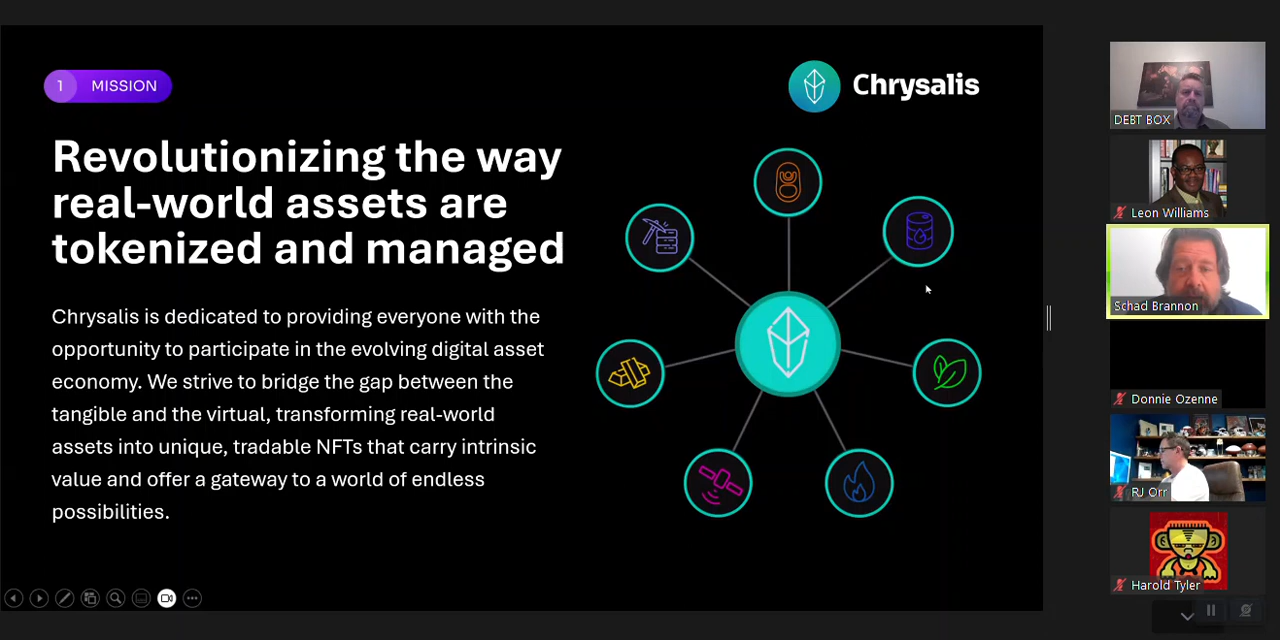 1 MISSION
Chrysalis
Revolutionizing the way
real-world assets are
tokenized and managed
Chrysalis is dedicated to providing everyone with the
opportunity to participate in the evolving digital asset
economy. We strive to bridge the gap between the
tangible and the virtual, transforming real-world
assets into unique, tradable NFTs that carry intrinsic
value and offer a gateway to a world of endless
possibilities.
DEBT BOX
Leon Williams
Schad Brannon
Donnie Ozenne
RJ Orr
Harold Tyler